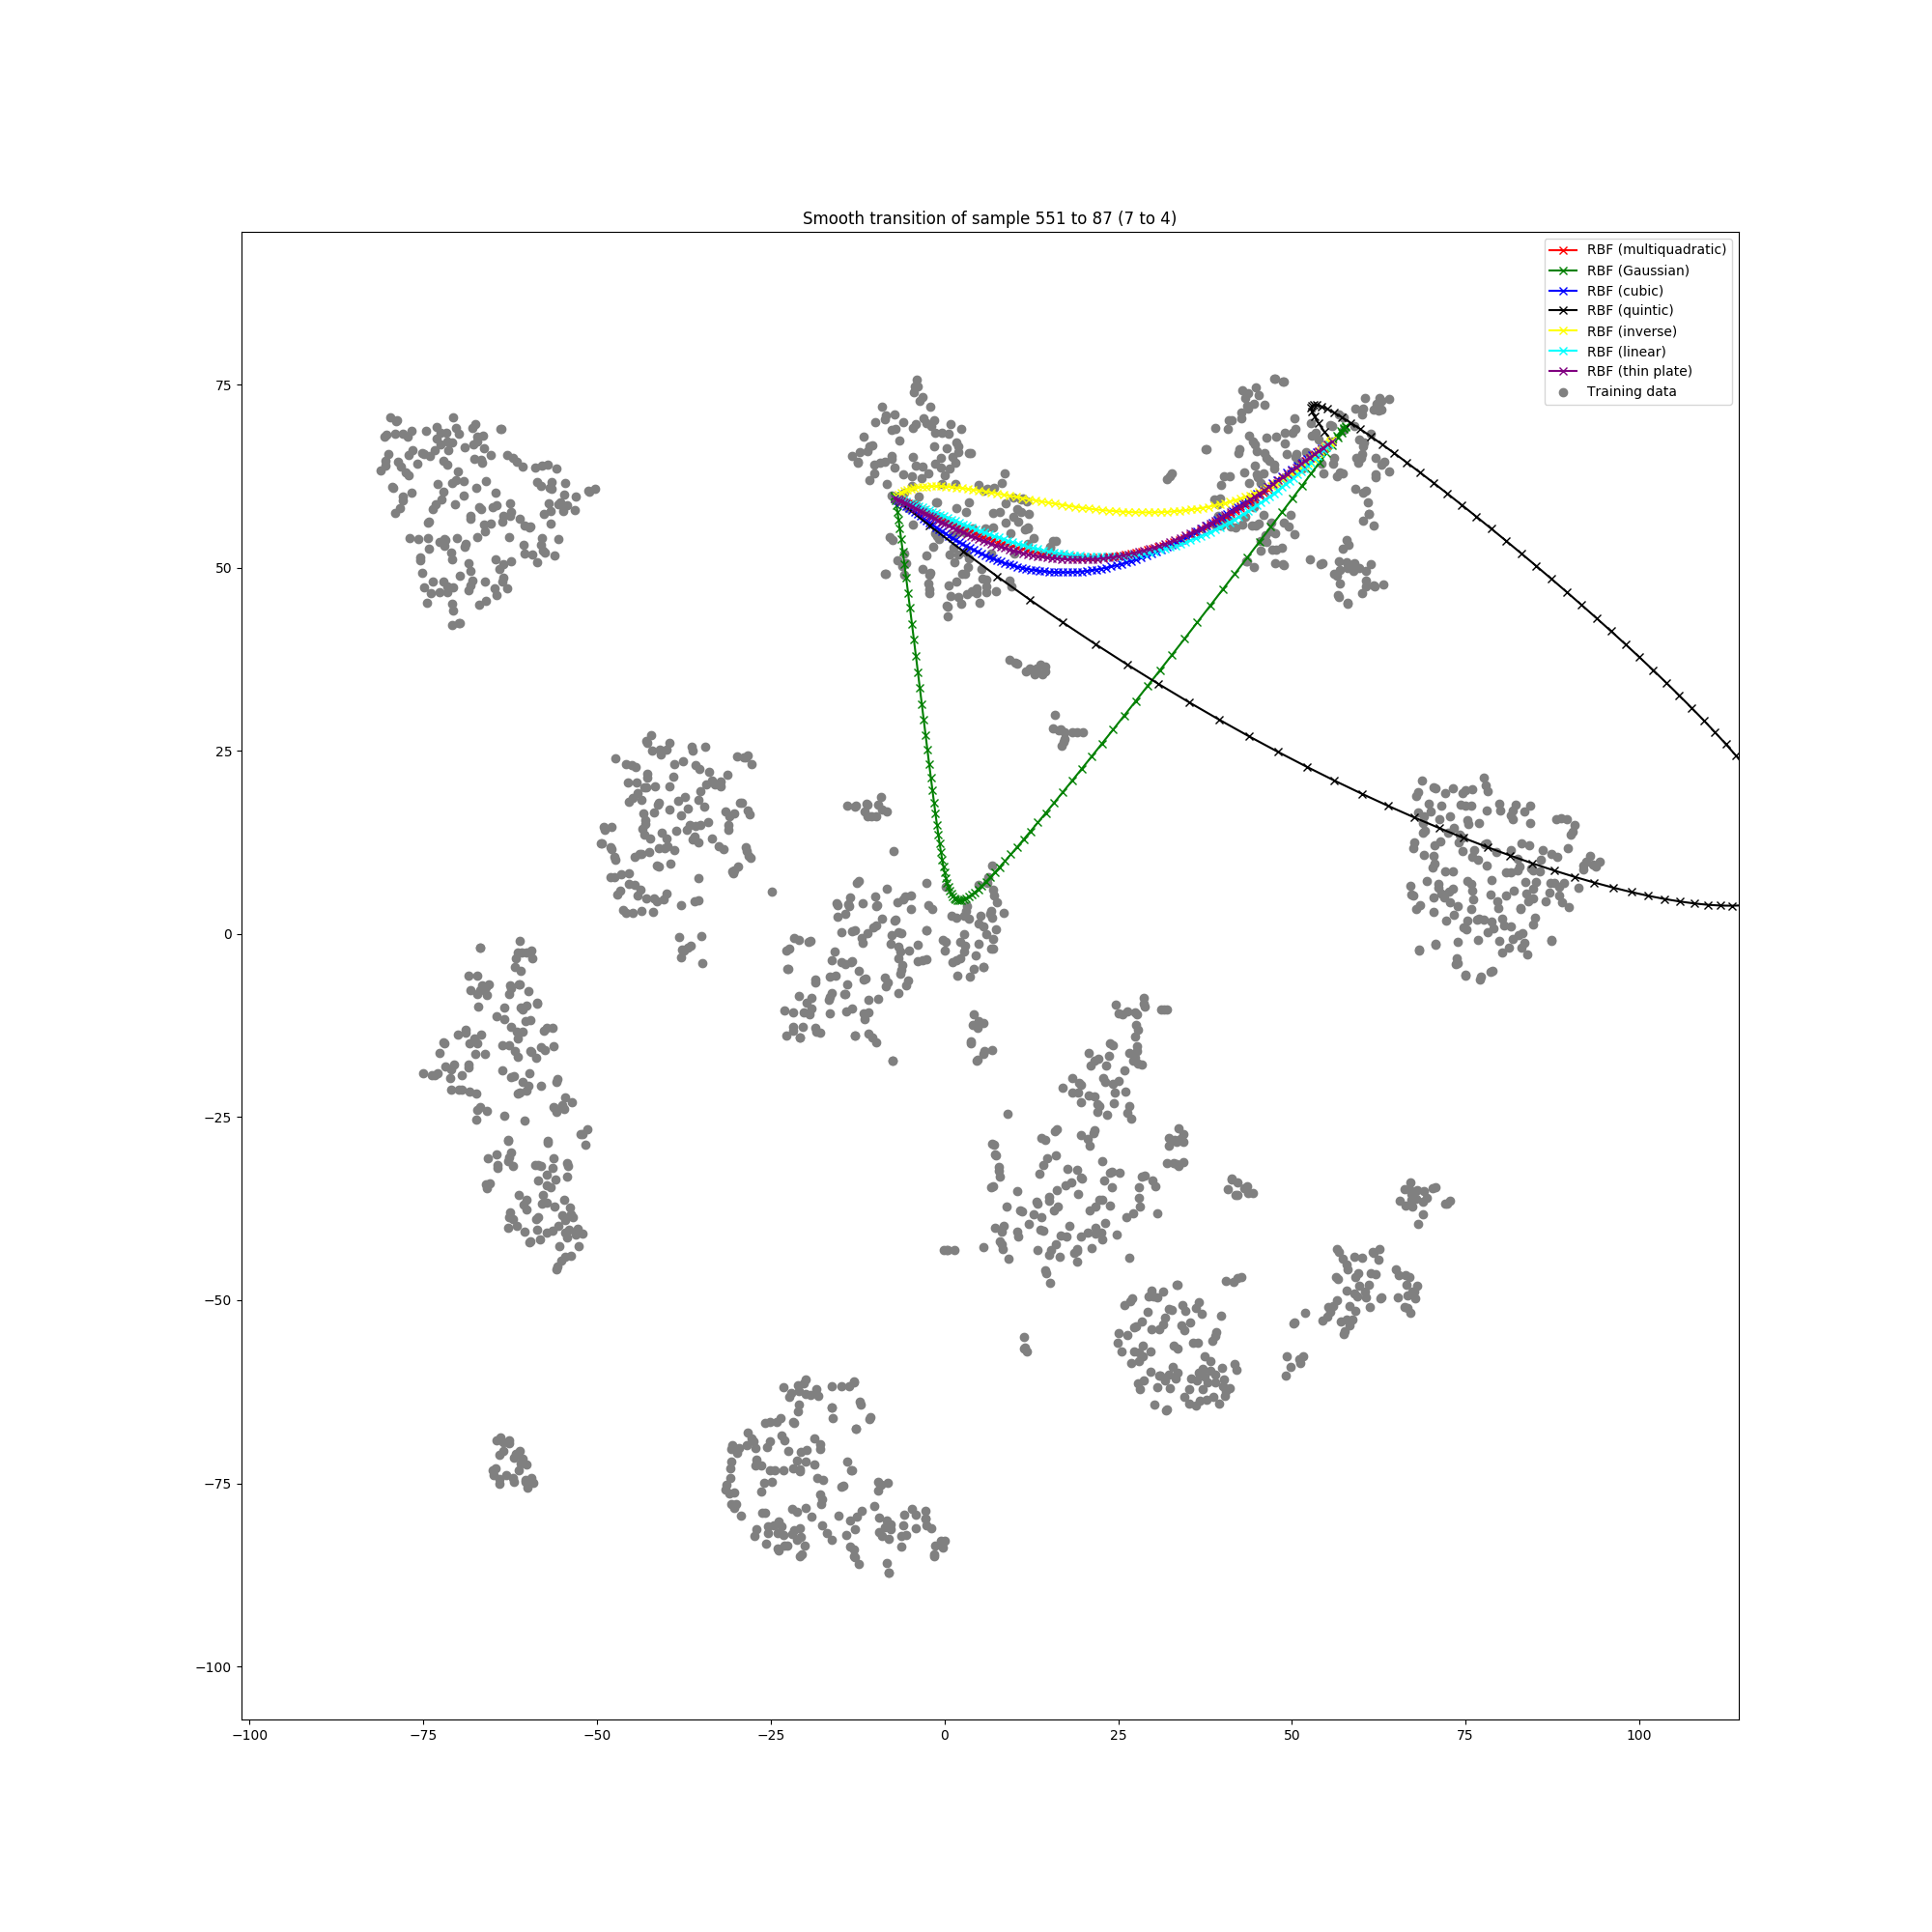 Smooth transition of sample 551 to 87 (7 to 4)
RBF (multiquadratic)
RBF (Gaussian)
RBF (cubic)
RBF (quintic)
RBF (inverse)
RBF (linear)
RBF (thin plate)
Training data
75
50
25
0
−25
−50
−75
−100
−100 −75 −50 −25 0 25 50 75 100